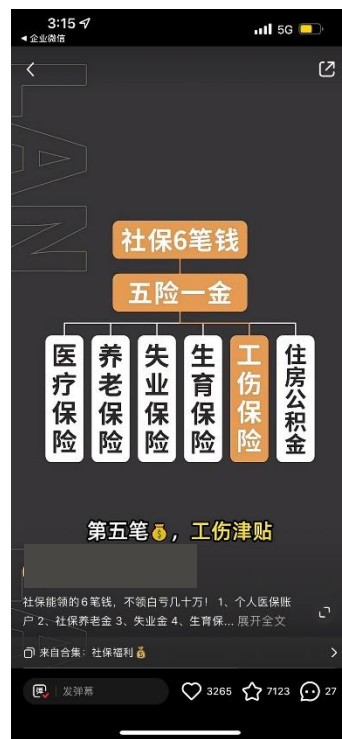 3:15
5G
企业微信
LAN
社保6笔钱
五险一金
医疗保险
养老保险
失业保险
生育保险
工伤保险
住房公积金
第五笔💰，工伤津贴
社保能领的6笔钱，不领白亏几十万！ 1、个人医保账
户 2、社保养老金 3、失业金 4、生育保... 展开全文
来自合集：社保福利💰
弹 发弹幕 3265 7123 27